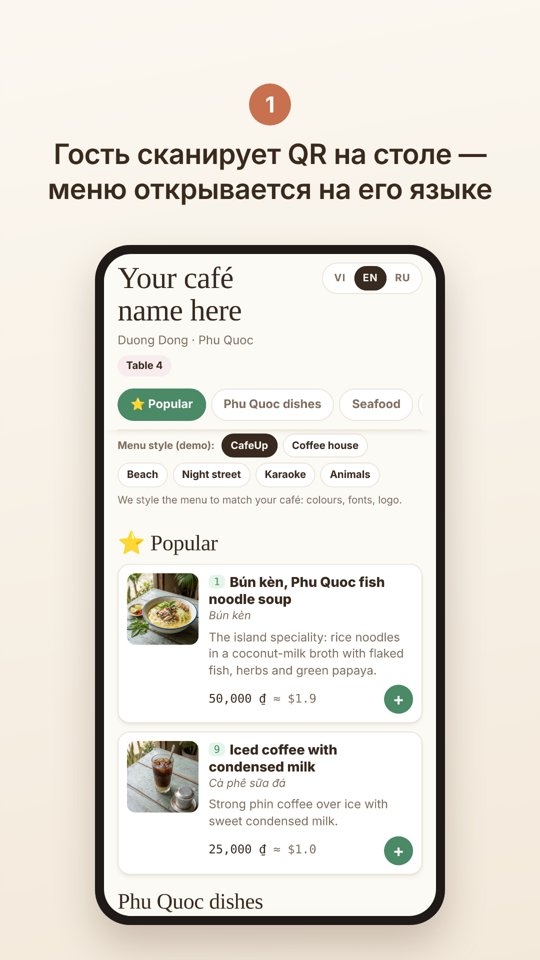 1
Гость сканирует QR на столе —
меню открывается на его языке
Your café
name here
VI EN RU
Duong Dong · Phu Quoc
Table 4
⭐ Popular Phu Quoc dishes Seafood
Menu style (demo): CafeUp Coffee house
Beach Night street Karaoke Animals
We style the menu to match your café: colours, fonts, logo.
⭐ Popular
1 Bún kèn, Phu Quoc fish
noodle soup
Bún kèn
The island speciality: rice noodles
in a coconut-milk broth with flaked
fish, herbs and green papaya.
50,000 ₫ ≈ $1.9
+
9 Iced coffee with
condensed milk
Cà phê sữa đá
Strong phin coffee over ice with
sweet condensed milk.
25,000 ₫ ≈ $1.0
+
Phu Quoc dishes